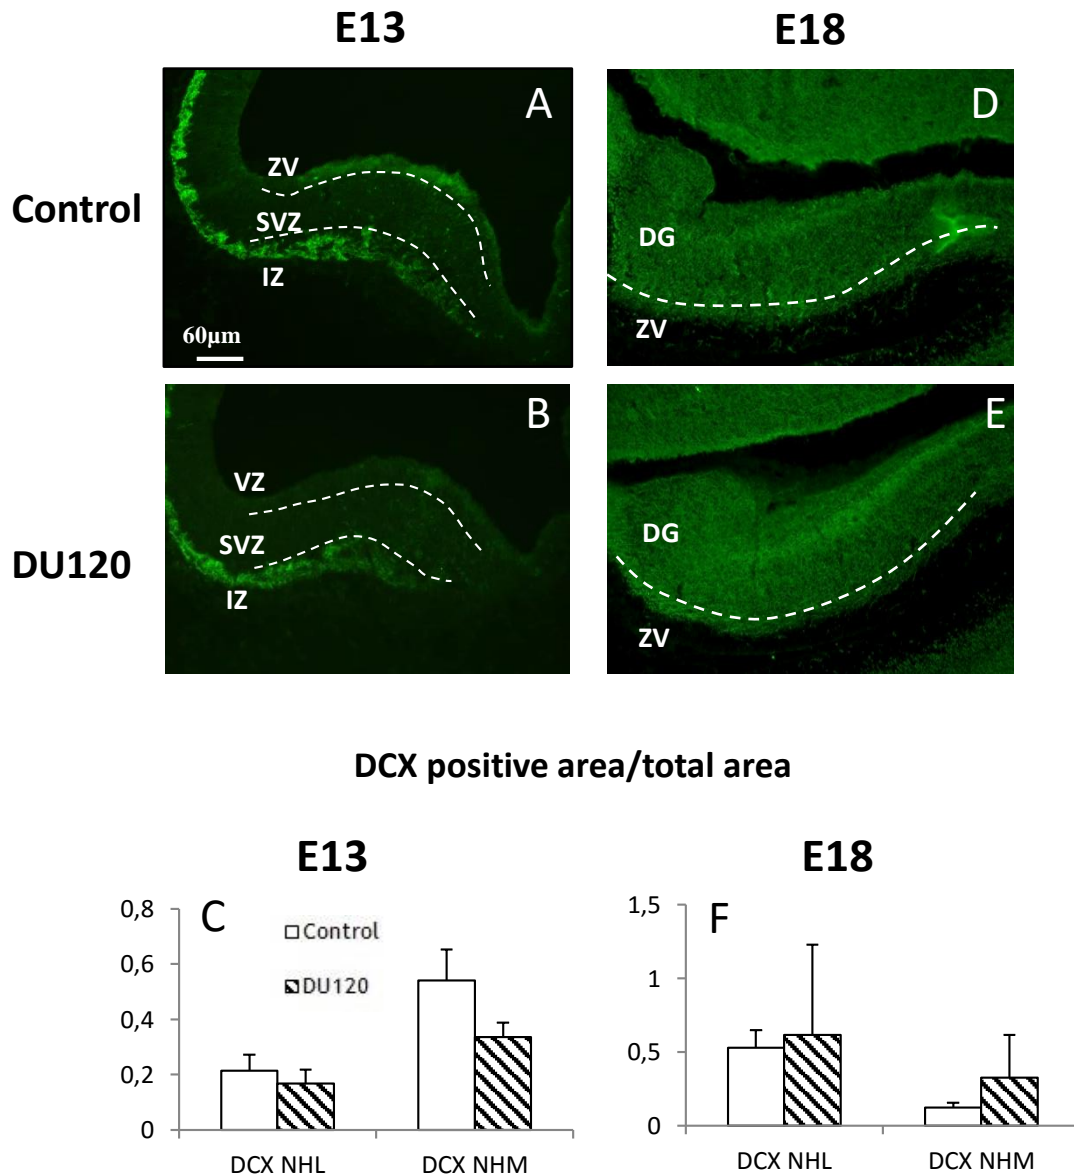 E13
E18
Control
A
ZV
SVZ
IZ
60µm
D
DG
ZV
DU120
B
VZ
SVZ
IZ
E
DG
ZV
DCX positive area/total area
E13
E18
C
Control
DU120
0,8
0,6
0,4
0,2
0
DCX NHL
DCX NHM
F
1,5
1
0,5
0
DCX NHL
DCX NHM